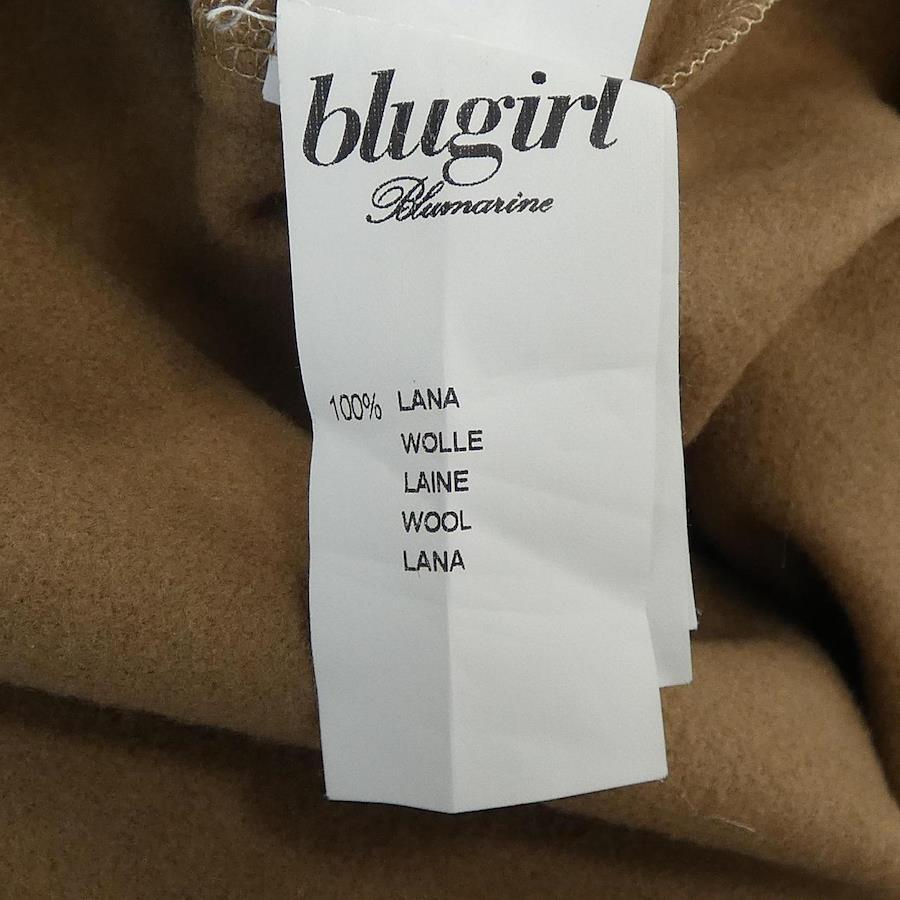 blugirl
Blumarine
100% LANA
WOLLE
LAINE
WOOL
LANA